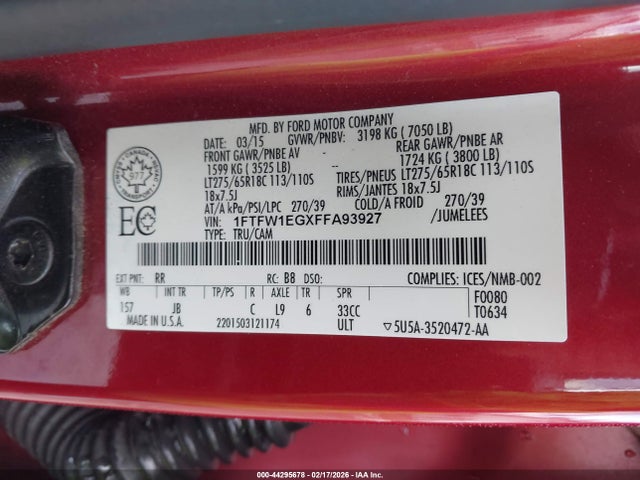 MFD. BY FORD MOTOR COMPANY
03/15 GVWR/PNBV: 3198 KG ( 7050 LB)
FRONT GAWR/PNBE AV REAR GAWR/PNBE AR
1599 KG ( 3525 LB) 1724 KG ( 3800 LB)
LT275/65R18C 113/110S TIRES/PNEUS LT275/65R18C 113/110S
18x7.5J RIMS/JANTES 18x7.5J
AT/A kPa/PSI/LPC 270/39 COLD/A FROID 270/39
VIN: 1FTFW1EGXFFA93927 /JUMELEES
TYPE: TRU/CAM
977
EC
EXT PNT: RR RC: B8 DSO: COMPLIES: ICES/NMB-002
WB INT TR TP/PS R AXLE TR SPR F0080
157 JB C L9 6 33CC T0634
MADE IN U.S.A. 2201503121174 ULT ▽5U5A-3520472-AA
000-44295678 - 02/17/2026 - IAAI.COM